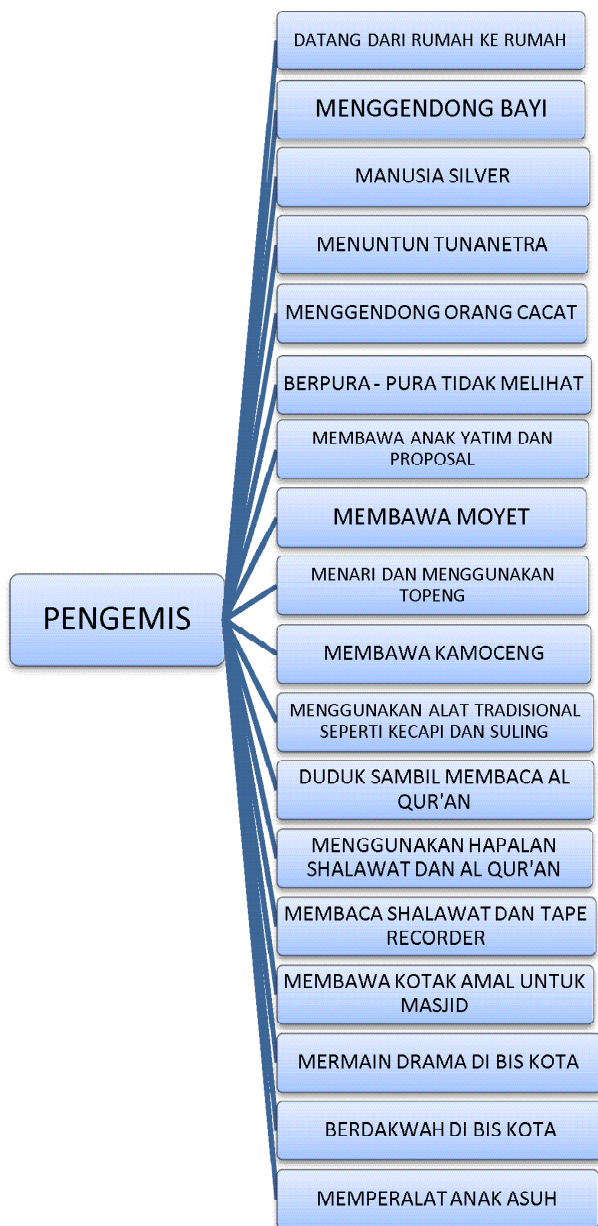 DATANG DARI RUMAH KE RUMAH
MENGGENDONG BAYI
MANUSIA SILVER
MENUNTUN TUNANETRA
MENGGENDONG ORANG CACAT
BERPURA - PURA TIDAK MELIHAT
MEMBAWA ANAK YATIM DAN
PROPOSAL
MEMBAWA MOYET
MENARI DAN MENGGUNAKAN
TOPENG
PENGEMIS
MEMBAWA KAMOCENG
MENGGUNAKAN ALAT TRADISIONAL
SEPERTI KECAPI DAN SULING
DUDUK SAMBIL MEMBACA AL
QUR'AN
MENGGUNAKAN HAPALAN
SHALAWAT DAN AL QUR'AN
MEMBACA SHALAWAT DAN TAPE
RECORDER
MEMBAWA KOTAK AMAL UNTUK
MASJID
MERMAIN DRAMA DI BIS KOTA
BERDAKWAH DI BIS KOTA
MEMPERALAT ANAK ASUH